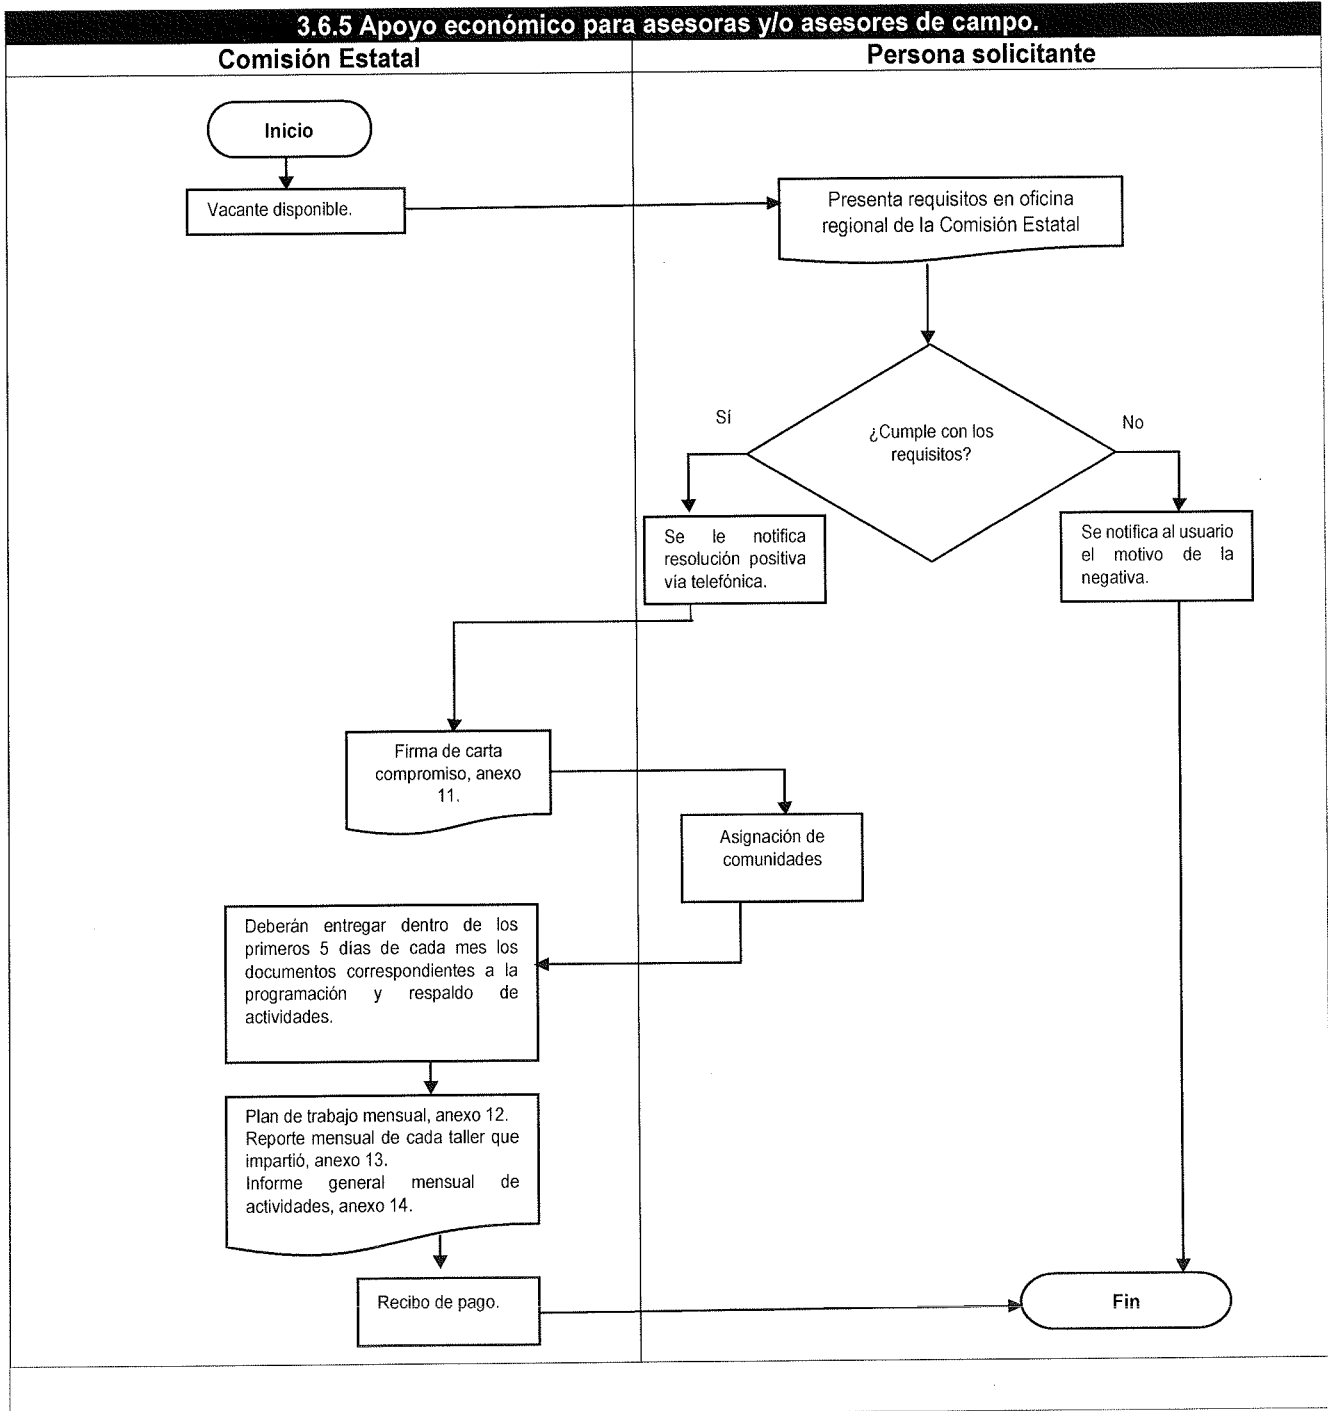 3.6.5 Apoyo económico para asesoras y/o asesores de campo.
Comisión Estatal
Persona solicitante
Inicio
Vacante disponible.
Presenta requisitos en oficina
regional de la Comisión Estatal
¿Cumple con los
requisitos?
Sí
No
Se le notifica
resolución positiva
vía telefónica.
Se notifica al usuario
el motivo de la
negativa.
Firma de carta
compromiso, anexo
11.
Asignación de
comunidades
Deberán entregar dentro de los
primeros 5 días de cada mes los
documentos correspondientes a la
programación y respaldo de
actividades.
Plan de trabajo mensual, anexo 12.
Reporte mensual de cada taller que
impartió, anexo 13.
Informe general mensual de
actividades, anexo 14.
Recibo de pago.
Fin